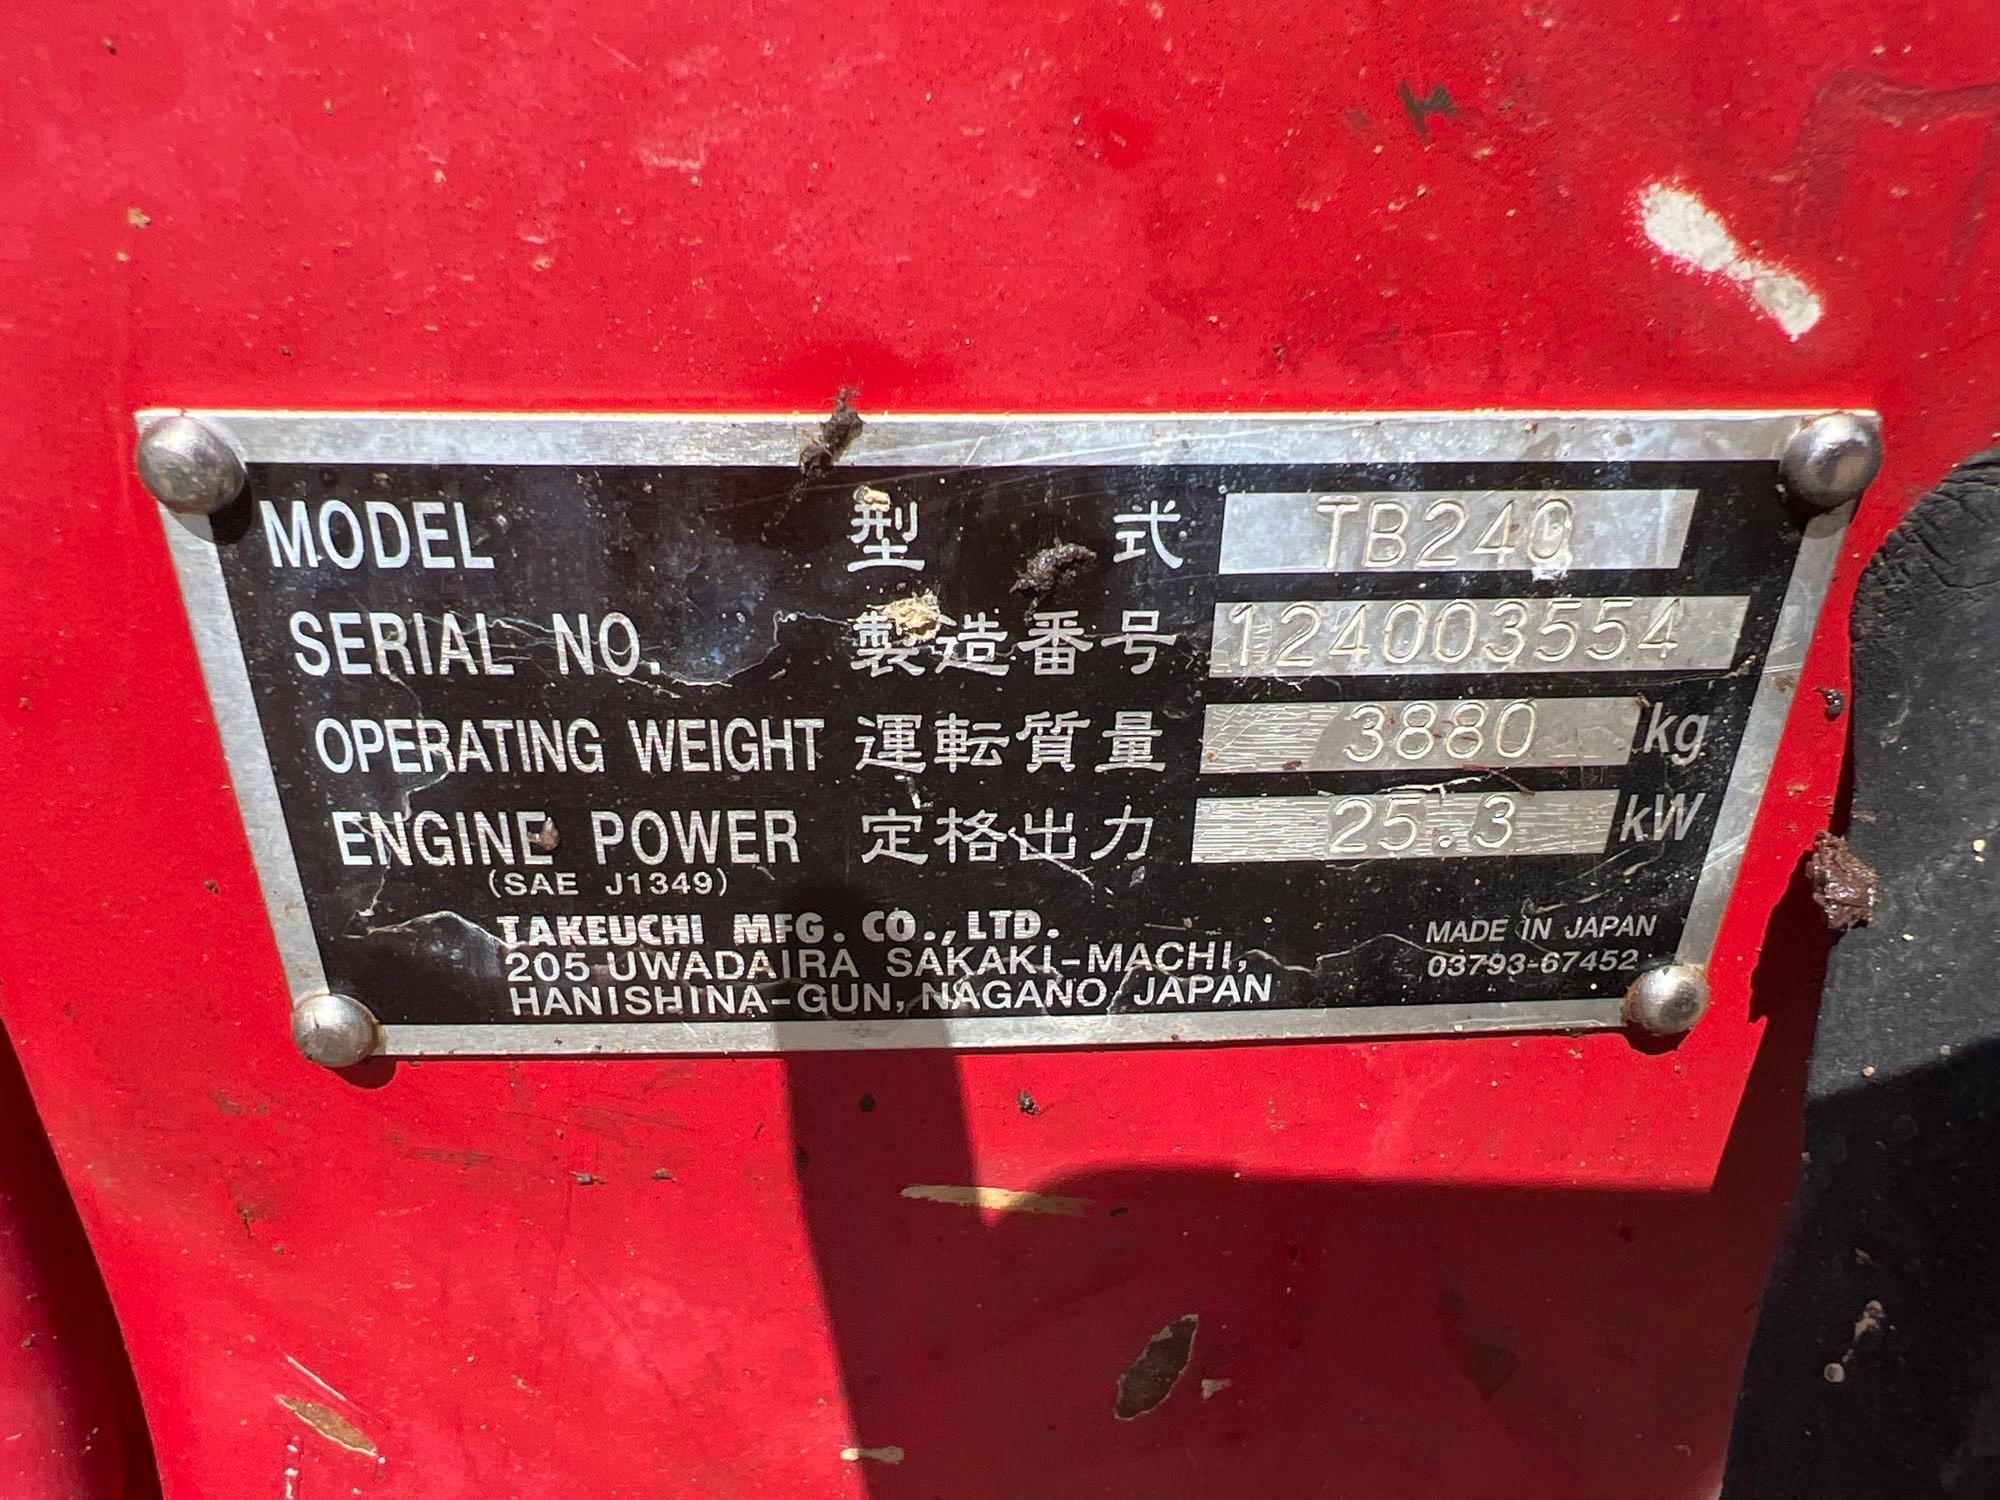 MODEL 型式 TB240
SERIAL NO. 製造番号 124003554
OPERATING WEIGHT 運転質量 3880 kg
ENGINE POWER 定格出力 25.3 kW
(SAE J1349)
TAKEUCHI MFG. CO., LTD.
205 UWADAIRA SAKAKI-MACHI,
HANISHINA-GUN, NAGANO JAPAN
MADE IN JAPAN
03793-67452